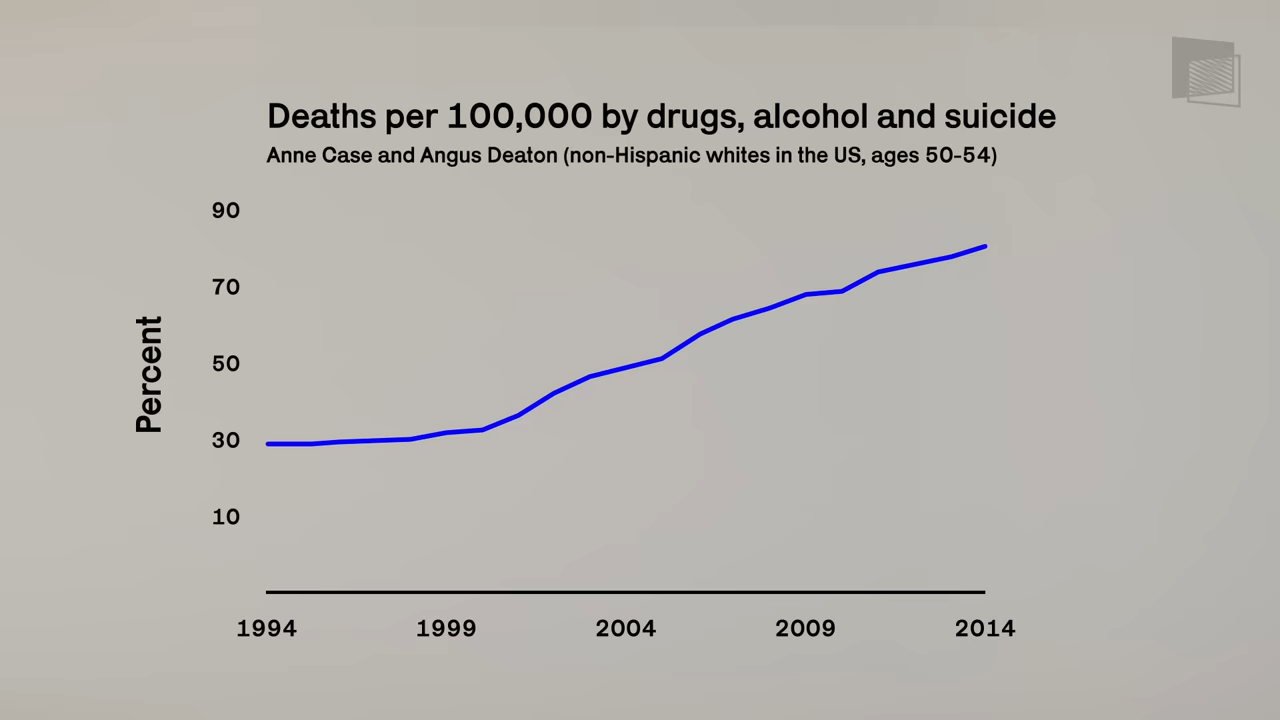 Deaths per 100,000 by drugs, alcohol and suicide
Anne Case and Angus Deaton (non-Hispanic whites in the US, ages 50-54)
90
70
50
30
10
Percent
1994 1999 2004 2009 2014